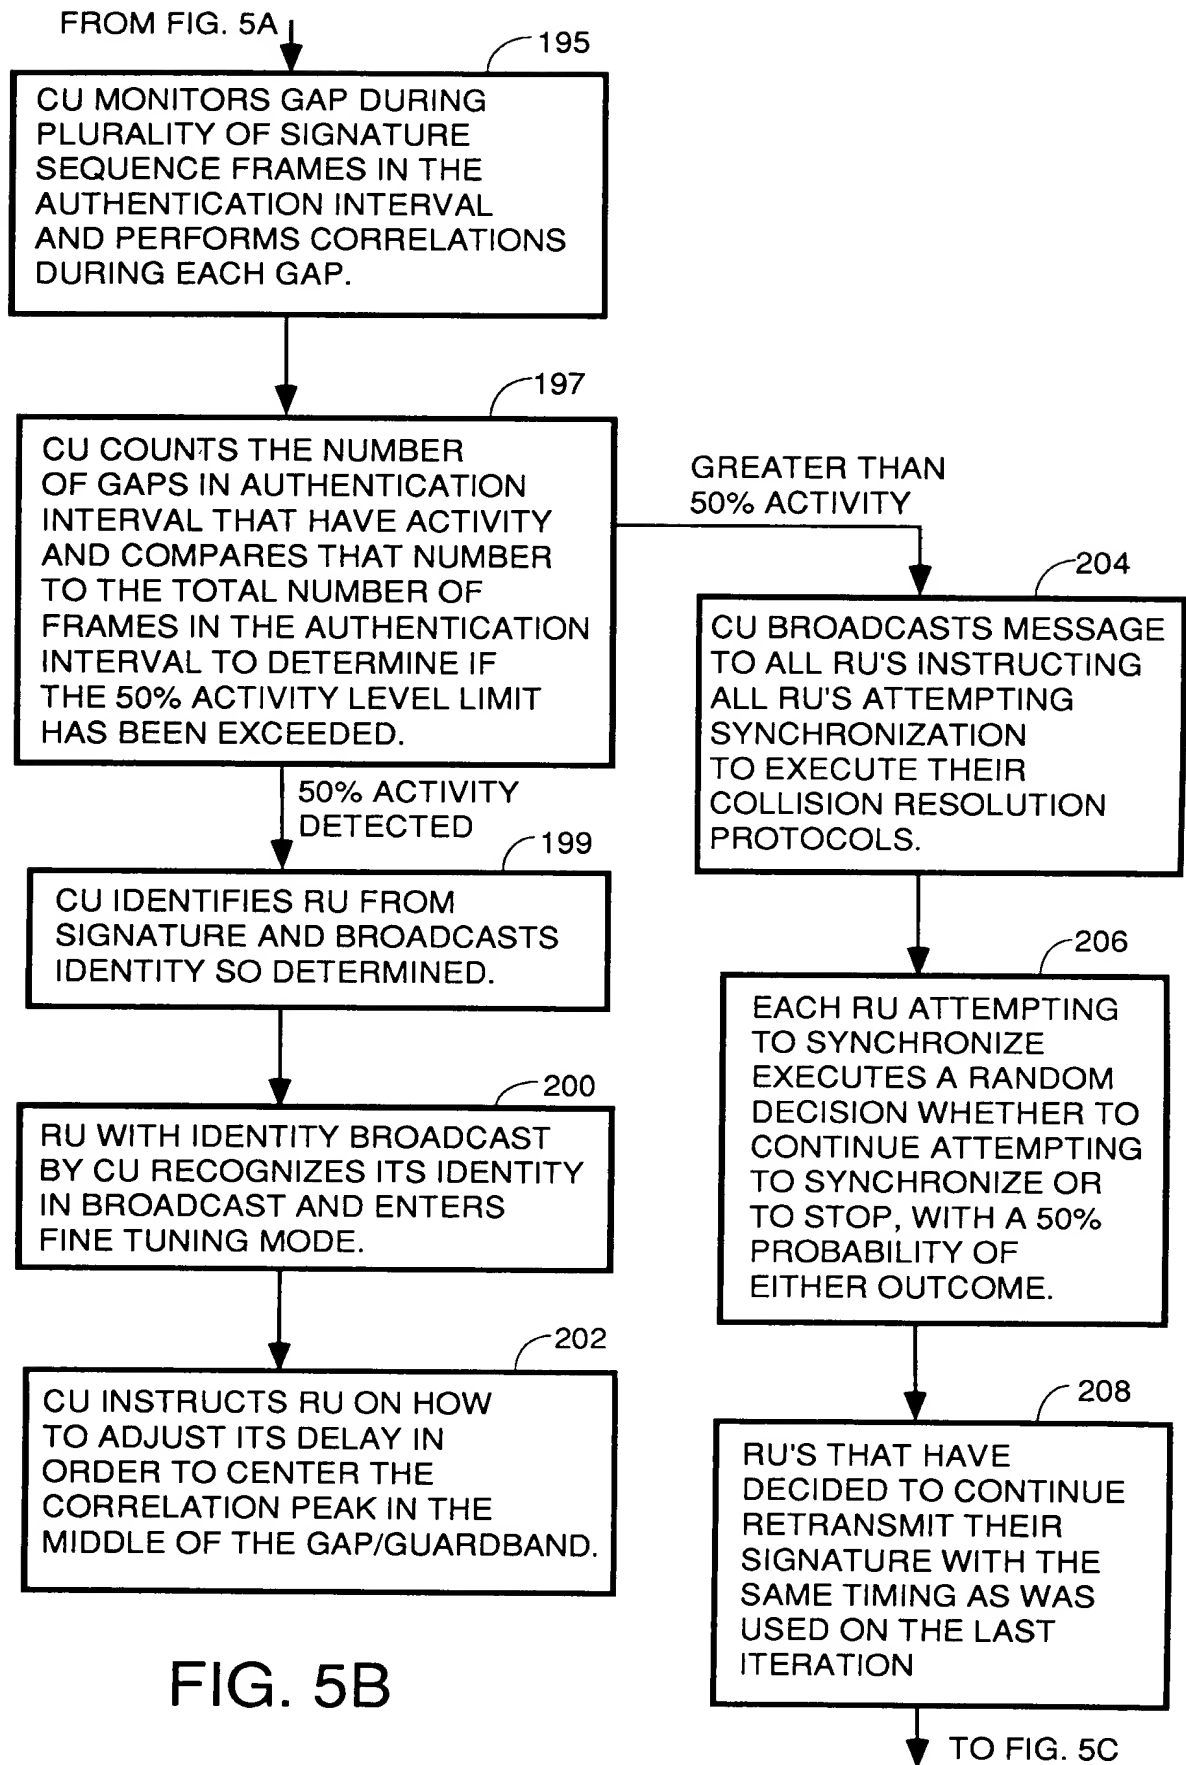 FROM FIG. 5A
195
CU MONITORS GAP DURING
PLURALITY OF SIGNATURE
SEQUENCE FRAMES IN THE
AUTHENTICATION INTERVAL
AND PERFORMS CORRELATIONS
DURING EACH GAP.
197
CU COUNTS THE NUMBER
OF GAPS IN AUTHENTICATION
INTERVAL THAT HAVE ACTIVITY
AND COMPARES THAT NUMBER
TO THE TOTAL NUMBER OF
FRAMES IN THE AUTHENTICATION
INTERVAL TO DETERMINE IF
THE 50% ACTIVITY LEVEL LIMIT
HAS BEEN EXCEEDED.
50% ACTIVITY
DETECTED
199
CU IDENTIFIES RU FROM
SIGNATURE AND BROADCASTS
IDENTITY SO DETERMINED.
200
RU WITH IDENTITY BROADCAST
BY CU RECOGNIZES ITS IDENTITY
IN BROADCAST AND ENTERS
FINE TUNING MODE.
202
CU INSTRUCTS RU ON HOW
TO ADJUST ITS DELAY IN
ORDER TO CENTER THE
CORRELATION PEAK IN THE
MIDDLE OF THE GAP/GUARDBAND.
GREATER THAN
50% ACTIVITY
204
CU BROADCASTS MESSAGE
TO ALL RU'S INSTRUCTING
ALL RU'S ATTEMPTING
SYNCHRONIZATION
TO EXECUTE THEIR
COLLISION RESOLUTION
PROTOCOLS.
206
EACH RU ATTEMPTING
TO SYNCHRONIZE
EXECUTES A RANDOM
DECISION WHETHER TO
CONTINUE ATTEMPTING
TO SYNCHRONIZE OR
TO STOP, WITH A 50%
PROBABILITY OF
EITHER OUTCOME.
208
RU'S THAT HAVE
DECIDED TO CONTINUE
RETRANSMIT THEIR
SIGNATURE WITH THE
SAME TIMING AS WAS
USED ON THE LAST
ITERATION
TO FIG. 5C
FIG. 5B